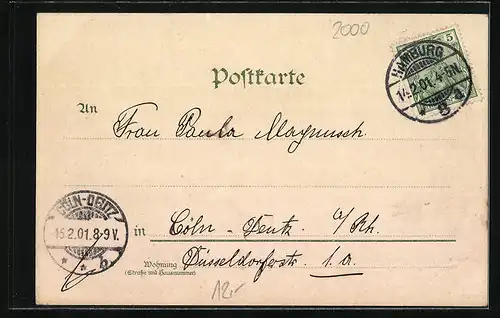 2000
5
HAMBURG
14.2.01.4-5N.
* 8 a.
Postkarte
An
Frau Paula Magnusch.
CÖLN-DEUTZ
15.2.01.8-9V.
* * b
in Cöln - Deutz a/Rh.
Wohnung
(Straße und Hausnummer)
Düsseldorferstr. 1.a.
12,-